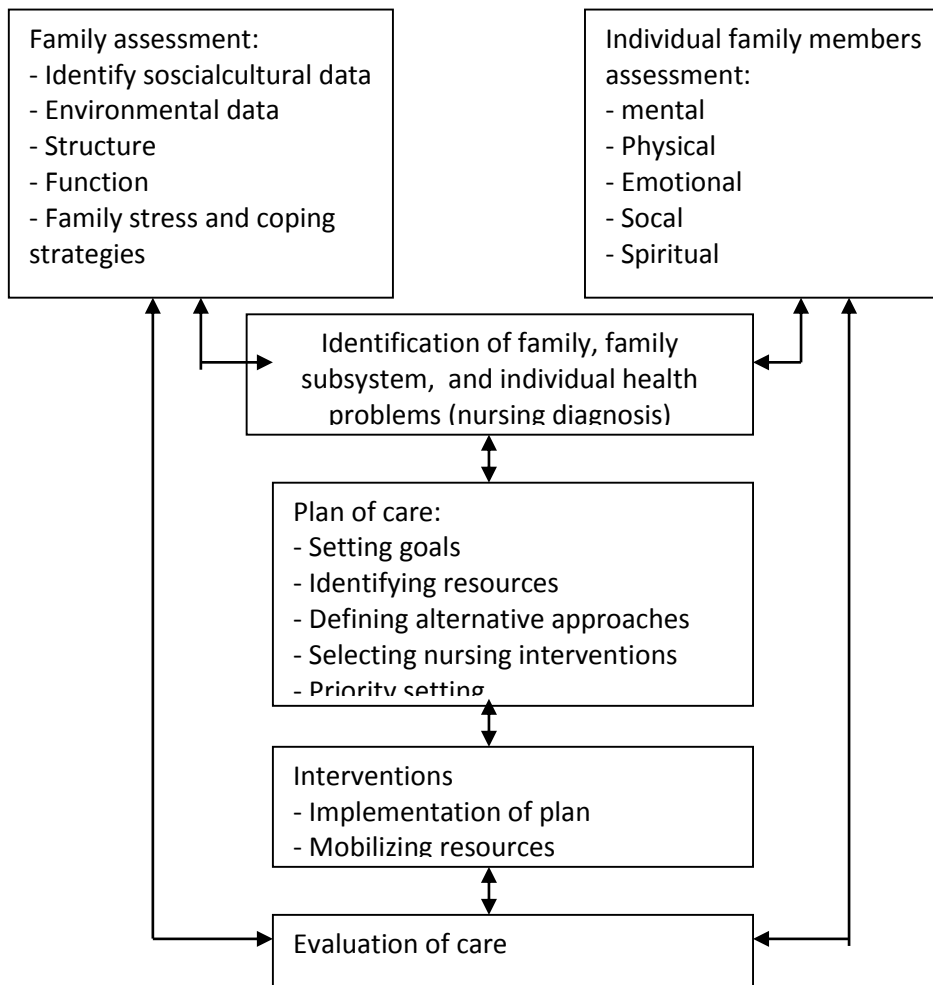 Family assessment:
- Identify soscialcultural data
- Environmental data
- Structure
- Function
- Family stress and coping
strategies
Individual family members
assessment:
- mental
- Physical
- Emotional
- Socal
- Spiritual
Identification of family, family
subsystem,  and individual health
problems (nursing diagnosis)
Plan of care:
- Setting goals
- Identifying resources
- Defining alternative approaches
- Selecting nursing interventions
- Priority setting
Interventions
- Implementation of plan
- Mobilizing resources
Evaluation of care